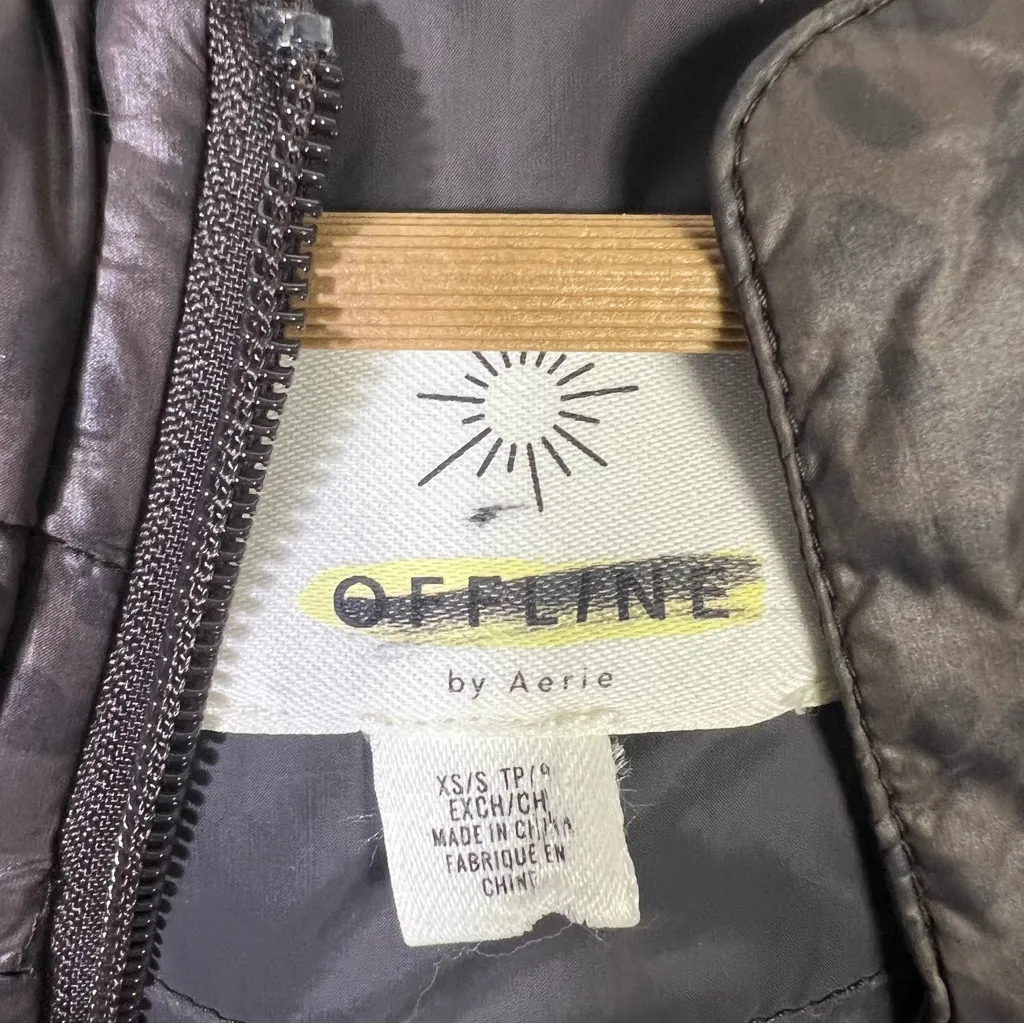 OFFLINE
by Aerie
XS/S TP/P
EXCH/CH
MADE IN CHINA
FABRIQUE EN
CHINE